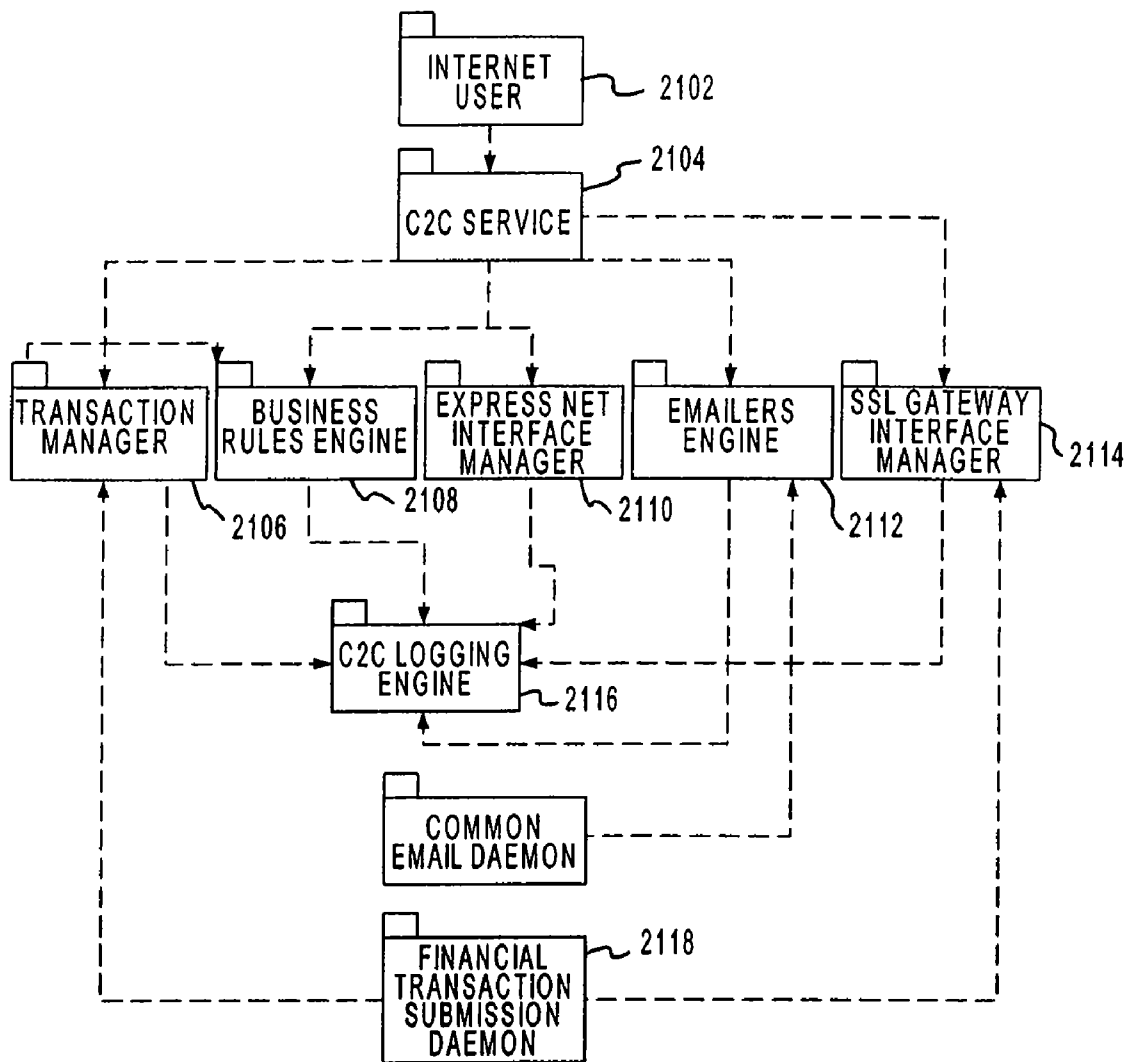 INTERNET
USER
2102
2104
C2C SERVICE
TRANSACTION
MANAGER
2106
BUSINESS
RULES ENGINE
2108
EXPRESS NET
INTERFACE
MANAGER
2110
EMAILERS
ENGINE
2112
SSL GATEWAY
INTERFACE
MANAGER
2114
C2C LOGGING
ENGINE
2116
COMMON
EMAIL DAEMON
2118
FINANCIAL
TRANSACTION
SUBMISSION
DAEMON